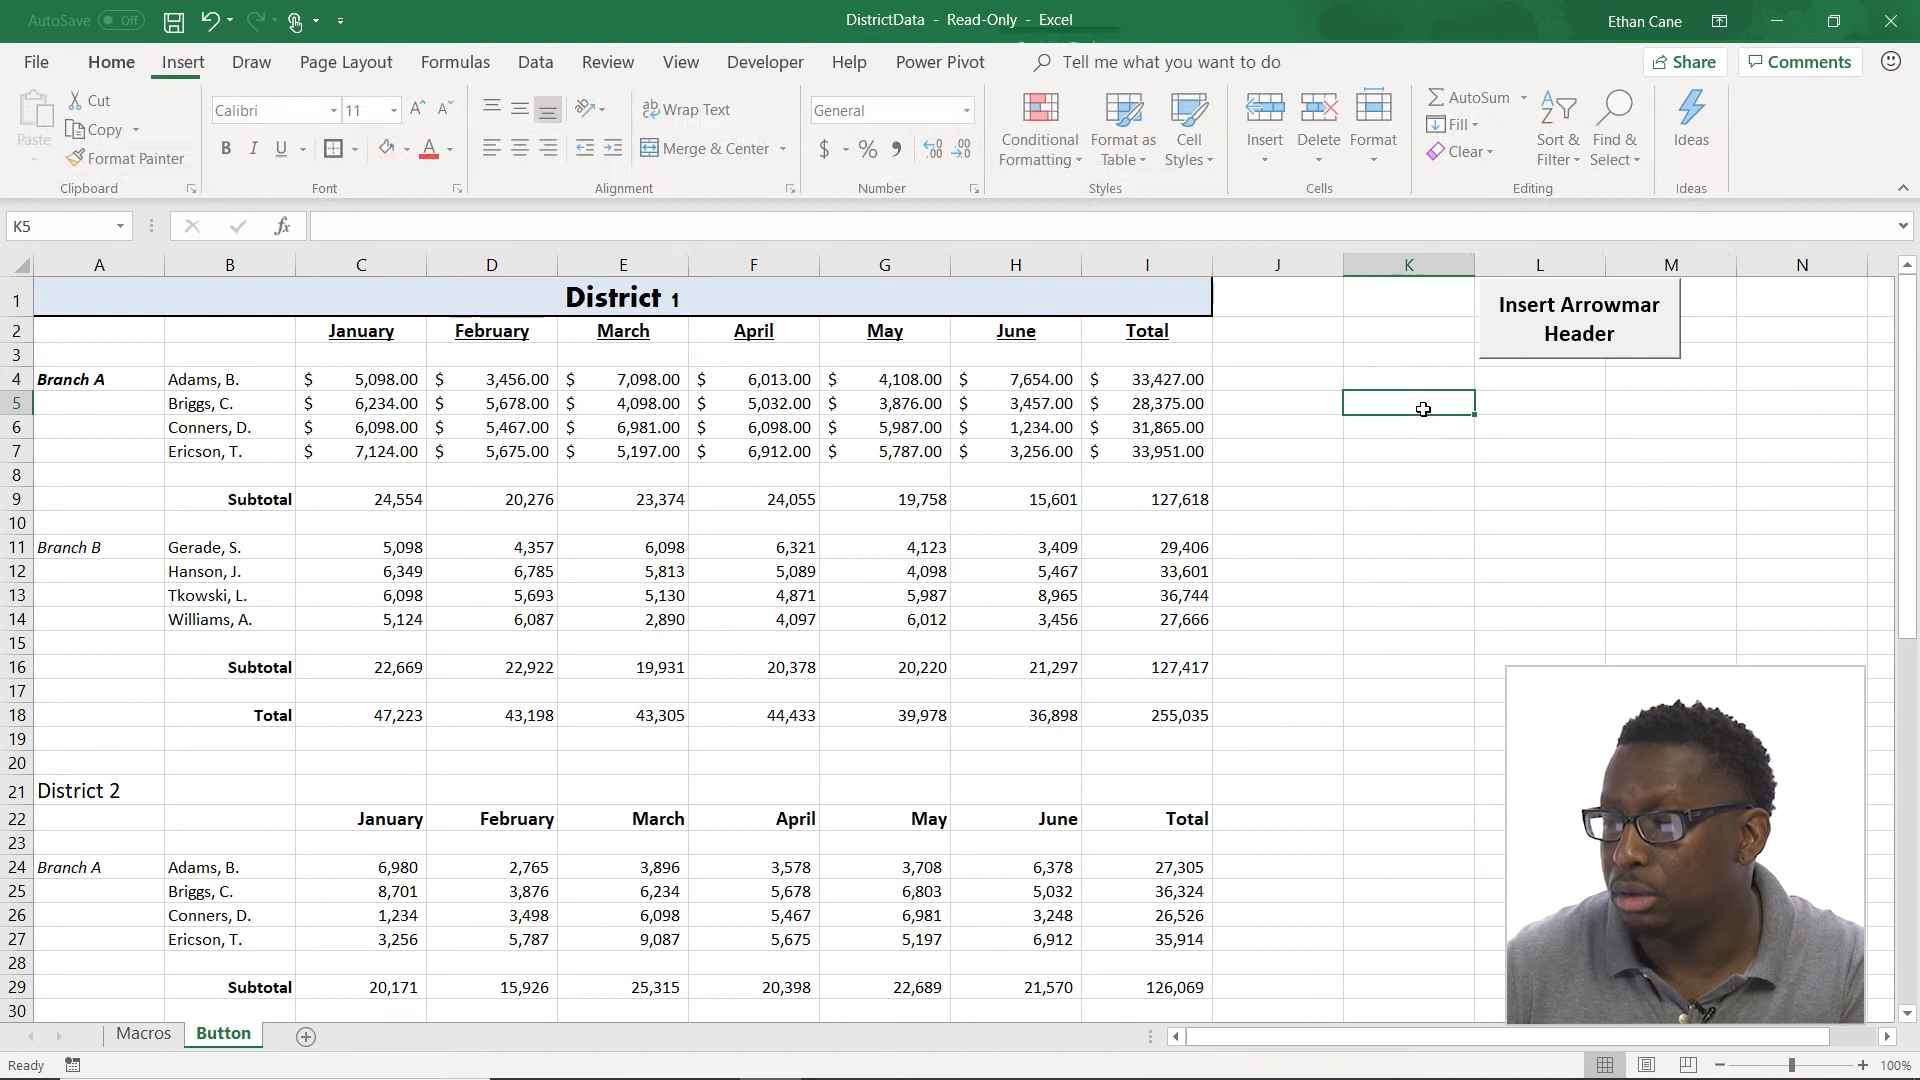 AutoSave Off
DistrictData - Read-Only - Excel
Ethan Cane
File Home Insert Draw Page Layout Formulas Data Review View Developer Help Power Pivot Tell me what you want to do Share Comments
Paste
Cut
Copy
Format Painter
Clipboard
Calibri 11
B I U A
Font
Wrap Text
Merge & Center
Alignment
General
$ % 9
Number
Conditional Formatting
Format as Table
Cell Styles
Styles
Insert Delete Format
Cells
AutoSum
Fill
Clear
Sort & Filter
Find & Select
Editing
Ideas
Ideas
K5 fx
A B C D E F G H I J K L M N
1 District 1
Insert Arrowmar
Header
2 January February March April May June Total
3
4 Branch A Adams, B. $ 5,098.00 $ 3,456.00 $ 7,098.00 $ 6,013.00 $ 4,108.00 $ 7,654.00 $ 33,427.00
5 Briggs, C. $ 6,234.00 $ 5,678.00 $ 4,098.00 $ 5,032.00 $ 3,876.00 $ 3,457.00 $ 28,375.00
6 Conners, D. $ 6,098.00 $ 5,467.00 $ 6,981.00 $ 6,098.00 $ 5,987.00 $ 1,234.00 $ 31,865.00
7 Ericson, T. $ 7,124.00 $ 5,675.00 $ 5,197.00 $ 6,912.00 $ 5,787.00 $ 3,256.00 $ 33,951.00
8
9 Subtotal 24,554 20,276 23,374 24,055 19,758 15,601 127,618
10
11 Branch B Gerade, S. 5,098 4,357 6,098 6,321 4,123 3,409 29,406
12 Hanson, J. 6,349 6,785 5,813 5,089 4,098 5,467 33,601
13 Tkowski, L. 6,098 5,693 5,130 4,871 5,987 8,965 36,744
14 Williams, A. 5,124 6,087 2,890 4,097 6,012 3,456 27,666
15
16 Subtotal 22,669 22,922 19,931 20,378 20,220 21,297 127,417
17
18 Total 47,223 43,198 43,305 44,433 39,978 36,898 255,035
19
20
21 District 2
22 January February March April May June Total
23
24 Branch A Adams, B. 6,980 2,765 3,896 3,578 3,708 6,378 27,305
25 Briggs, C. 8,701 3,876 6,234 5,678 6,803 5,032 36,324
26 Conners, D. 1,234 3,498 6,098 5,467 6,981 3,248 26,526
27 Ericson, T. 3,256 5,787 9,087 5,675 5,197 6,912 35,914
28
29 Subtotal 20,171 15,926 25,315 20,398 22,689 21,570 126,069
30
Macros Button
Ready 100%